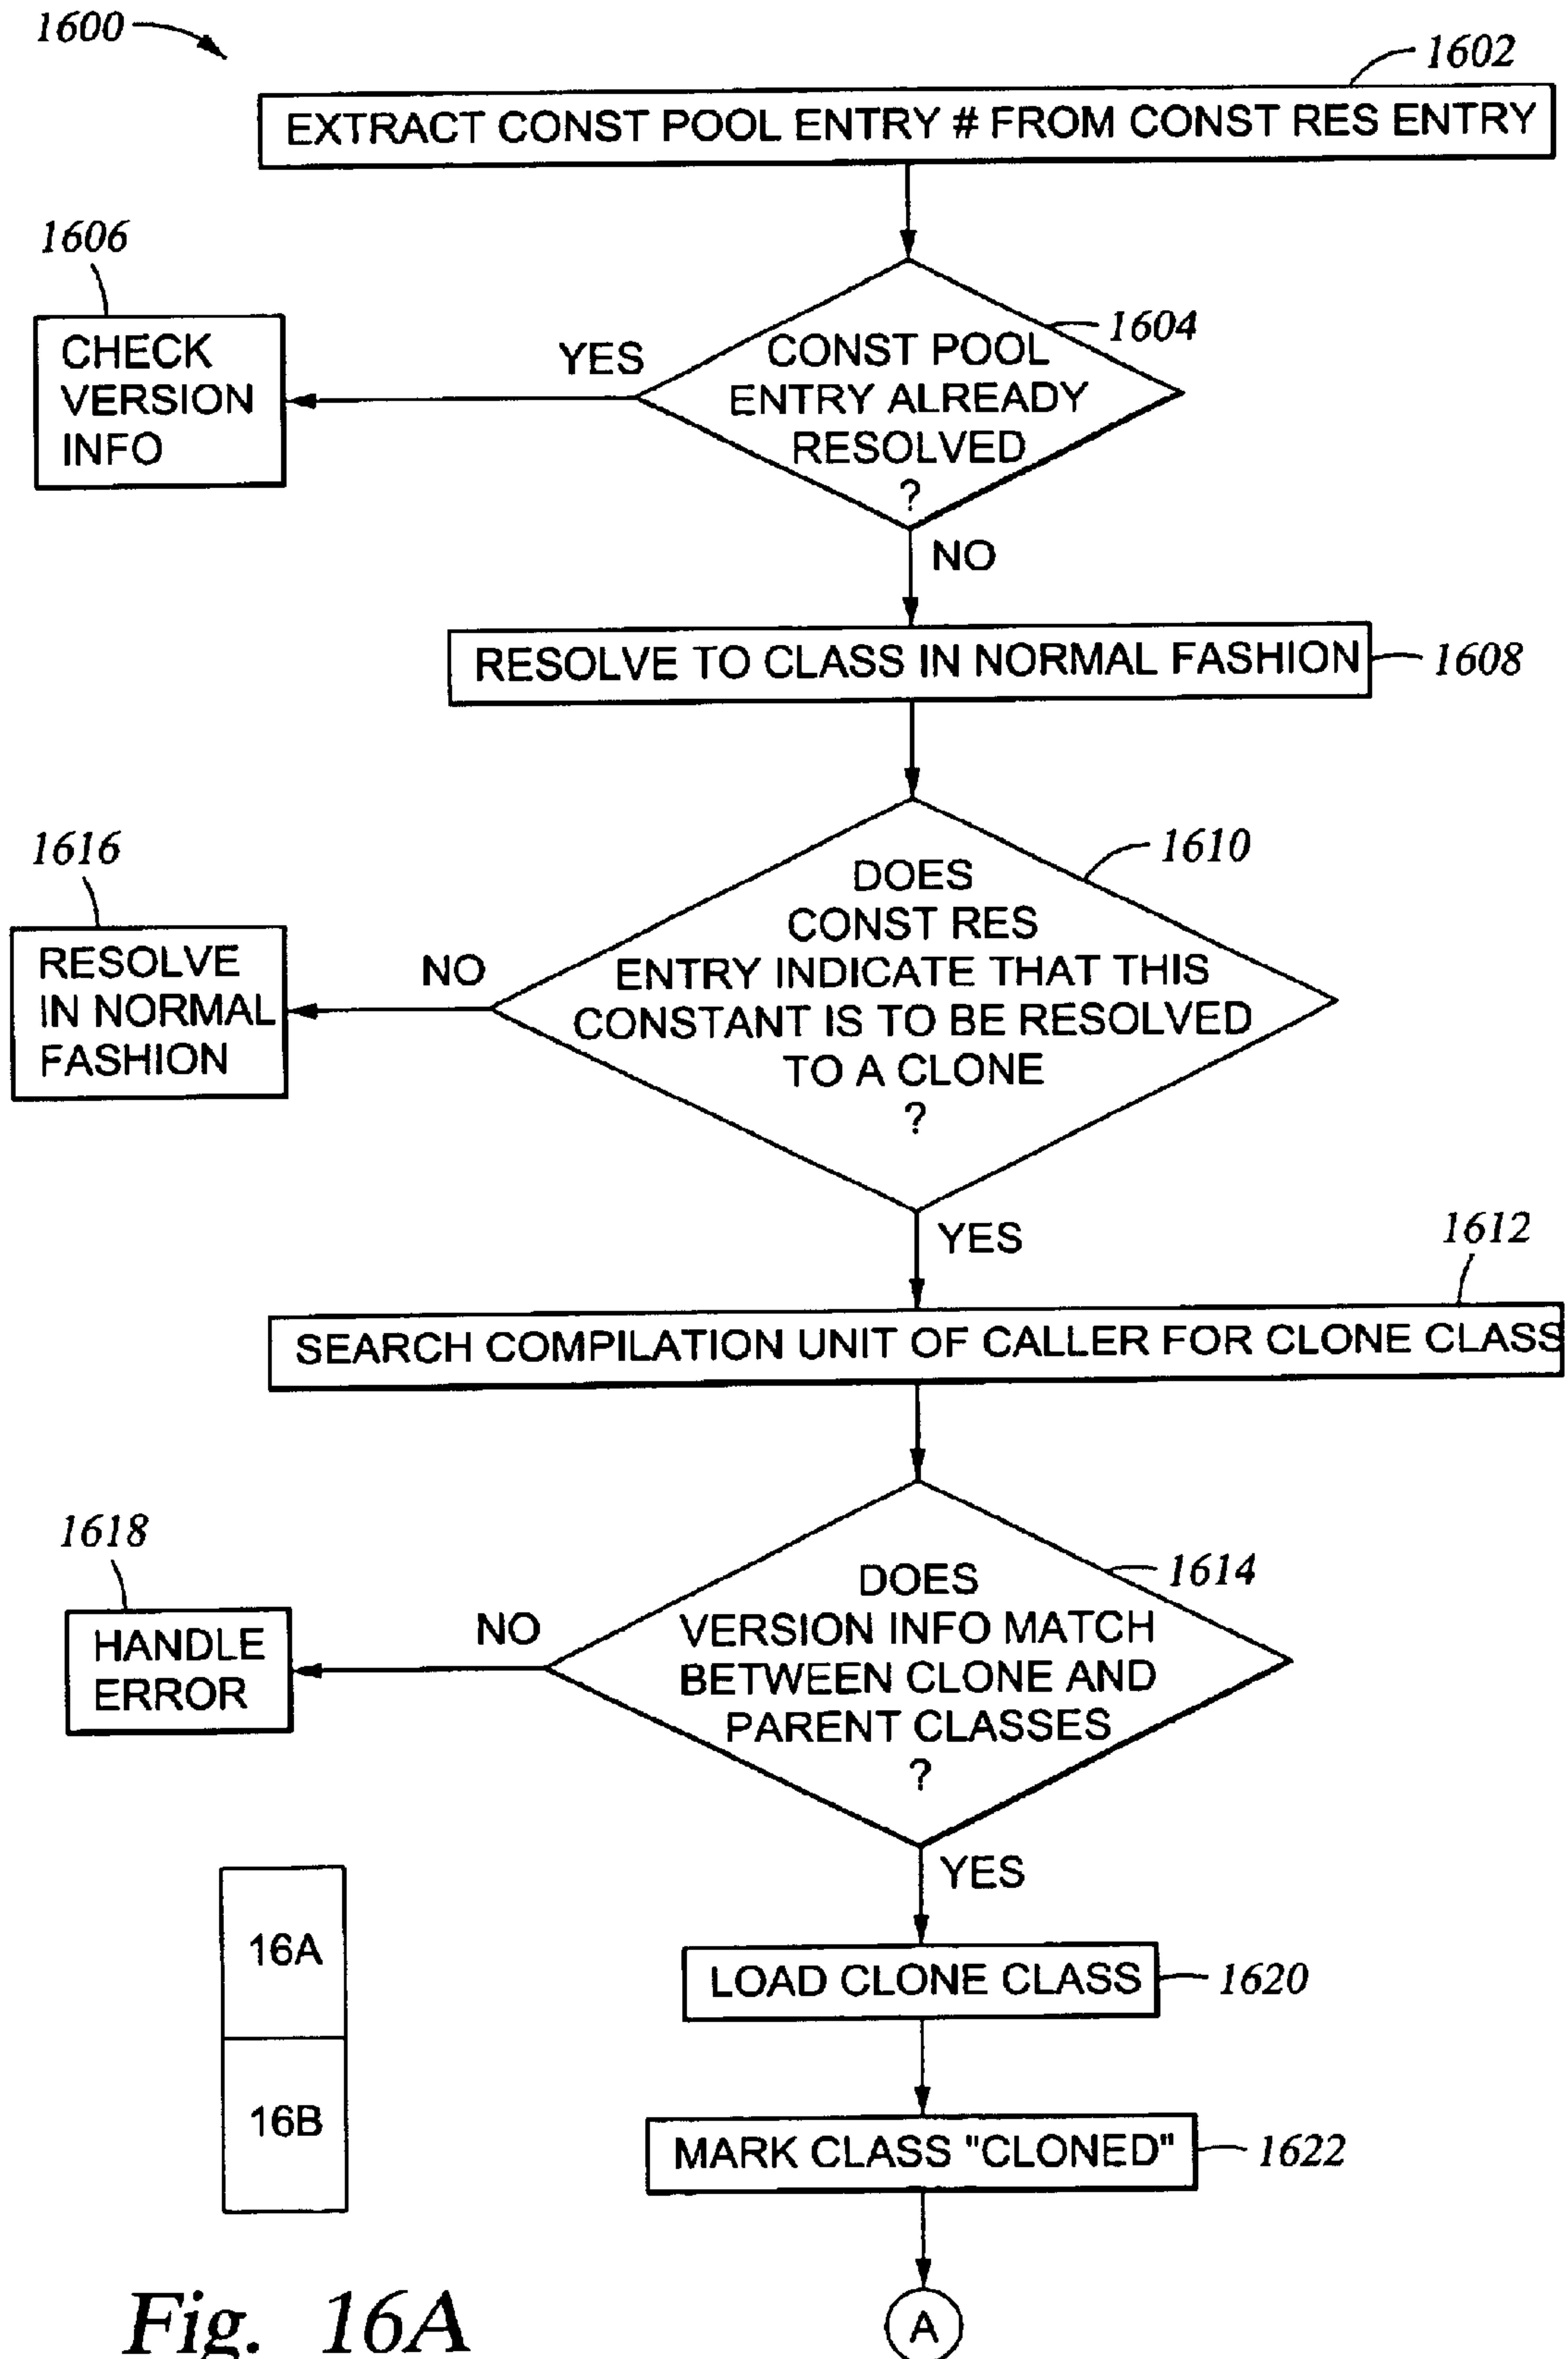 1600
1602
EXTRACT CONST POOL ENTRY # FROM CONST RES ENTRY
1606
CHECK
VERSION
INFO
YES
1604
CONST POOL
ENTRY ALREADY
RESOLVED
?
NO
RESOLVE TO CLASS IN NORMAL FASHION
1608
1616
RESOLVE
IN NORMAL
FASHION
NO
1610
DOES
CONST RES
ENTRY INDICATE THAT THIS
CONSTANT IS TO BE RESOLVED
TO A CLONE
?
YES
1612
SEARCH COMPILATION UNIT OF CALLER FOR CLONE CLASS
1618
HANDLE
ERROR
NO
1614
DOES
VERSION INFO MATCH
BETWEEN CLONE AND
PARENT CLASSES
?
YES
LOAD CLONE CLASS
1620
MARK CLASS "CLONED"
1622
16A
16B
A
Fig. 16A